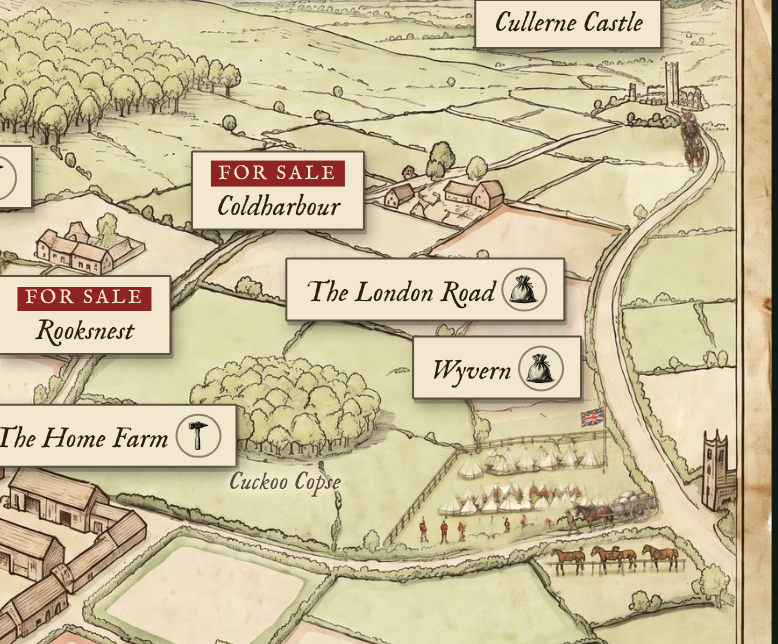 Cullerne Castle
FOR SALE
Coldharbour
The London Road
FOR SALE
Rooksnest
Wyvern
The Home Farm
Cuckoo Copse